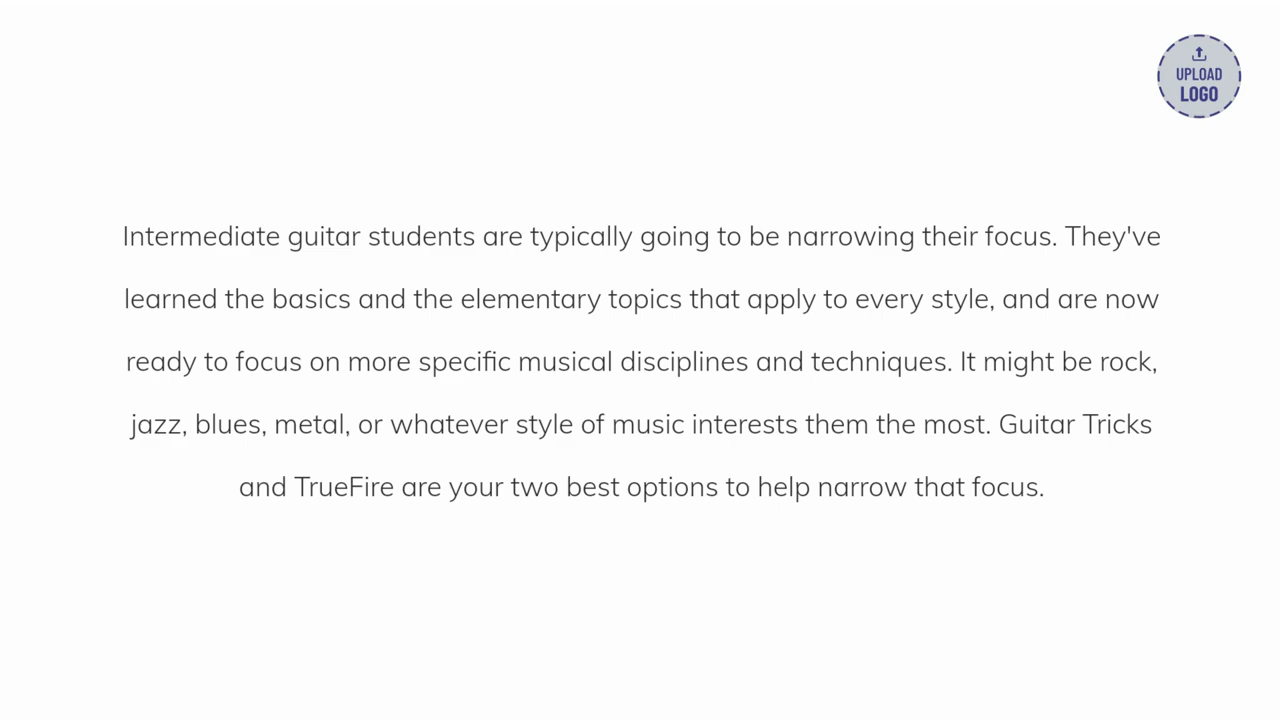 UPLOAD
LOGO
Intermediate guitar students are typically going to be narrowing their focus. They've
learned the basics and the elementary topics that apply to every style, and are now
ready to focus on more specific musical disciplines and techniques. It might be rock,
jazz, blues, metal, or whatever style of music interests them the most. Guitar Tricks
and TrueFire are your two best options to help narrow that focus.